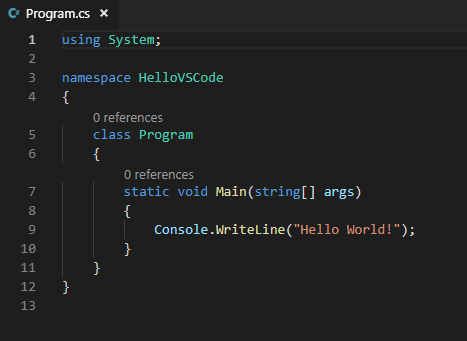 C# Program.cs ×
1 using System;
2
3 namespace HelloVSCode
4 {
0 references
5 class Program
6 {
0 references
7 static void Main(string[] args)
8 {
9 Console.WriteLine("Hello World!");
10 }
11 }
12 }
13